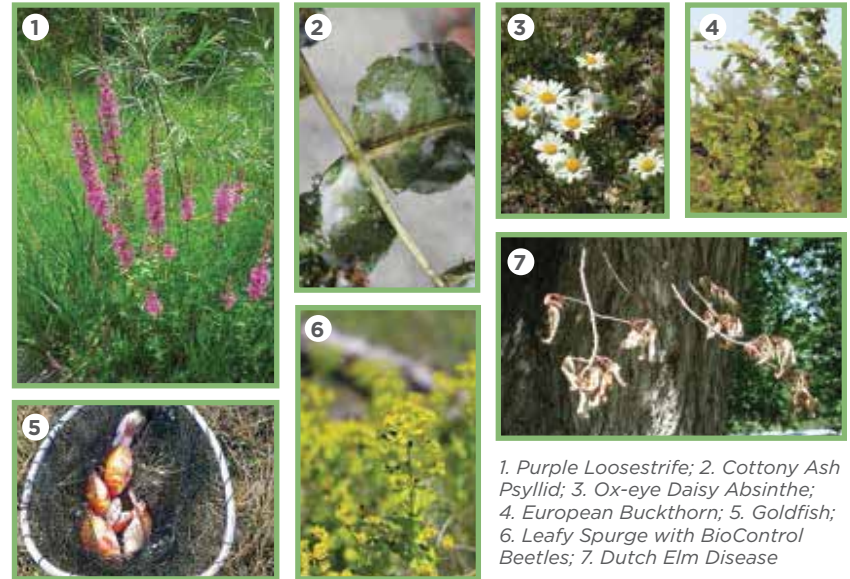 1
2
3
4
5
6
7
1. Purple Loosestrife; 2. Cottony Ash
Psyllid; 3. Ox-eye Daisy Absinthe;
4. European Buckthorn; 5. Goldfish;
6. Leafy Spurge with BioControl
Beetles; 7. Dutch Elm Disease